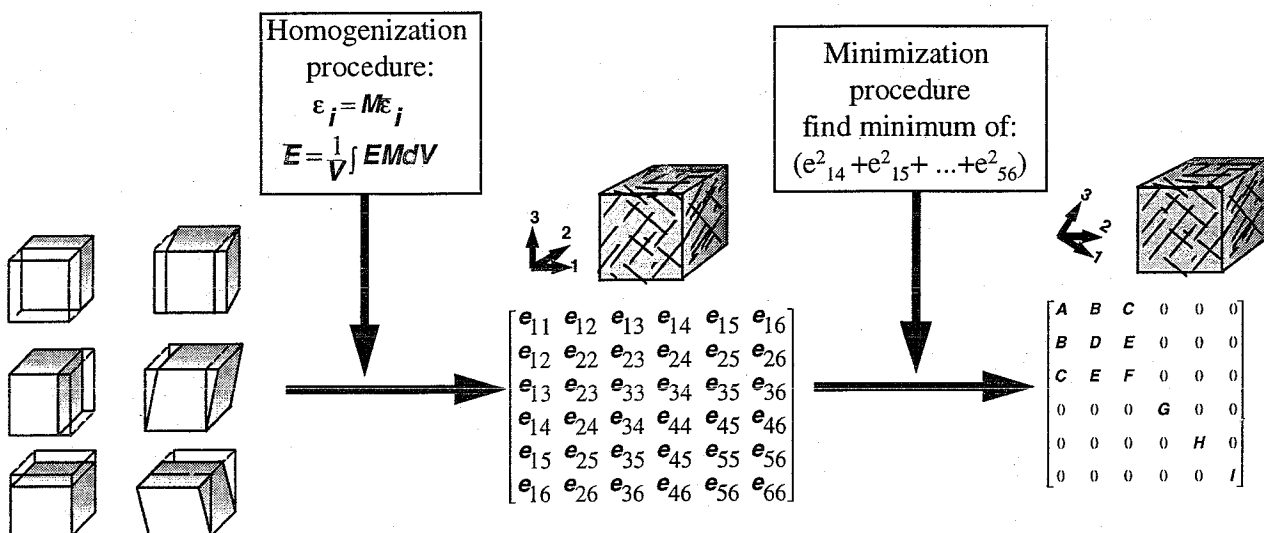 Homogenization
procedure:
ε i = M ε̄ i
Ē = 1/V ∫ EMdV
Minimization
procedure
find minimum of:
(e²₁₄ +e²₁₅+ ...+e²₅₆)
3
2
1
3
2
1
e₁₁ e₁₂ e₁₃ e₁₄ e₁₅ e₁₆
e₁₂ e₂₂ e₂₃ e₂₄ e₂₅ e₂₆
e₁₃ e₂₃ e₃₃ e₃₄ e₃₅ e₃₆
e₁₄ e₂₄ e₃₄ e₄₄ e₄₅ e₄₆
e₁₅ e₂₅ e₃₅ e₄₅ e₅₅ e₅₆
e₁₆ e₂₆ e₃₆ e₄₆ e₅₆ e₆₆
A B C 0 0 0
B D E 0 0 0
C E F 0 0 0
0 0 0 G 0 0
0 0 0 0 H 0
0 0 0 0 0 I